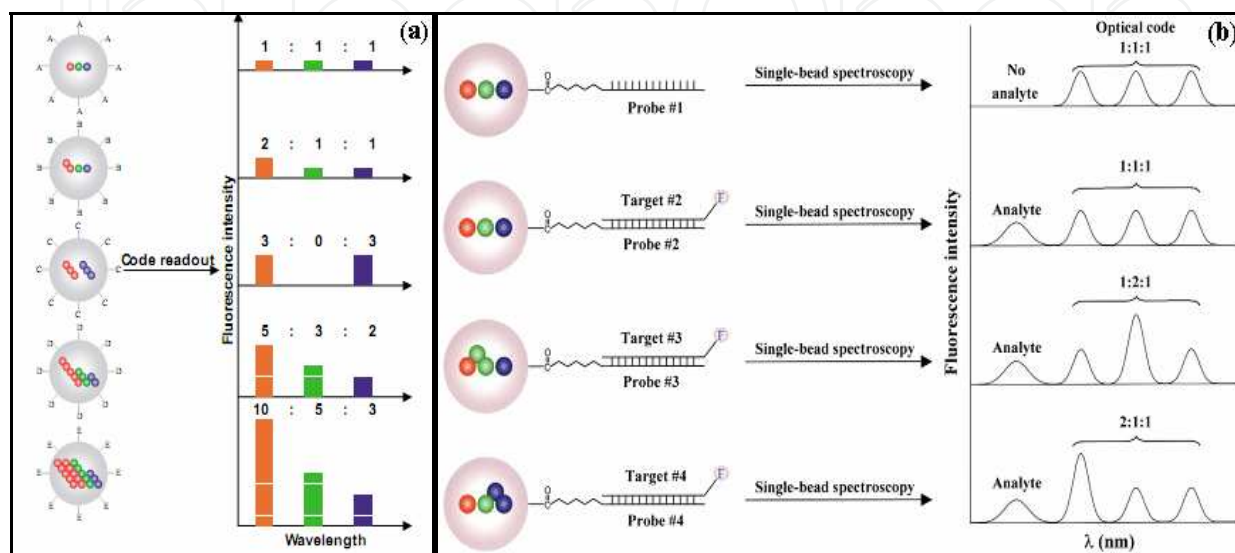 (a)
A A A A A A A A
B B B B B B B B
C C C C C C C C
D D D D D D D D
E E E E E E E E
Code readout
Fluorescence intensity
1 : 1 : 1
2 : 1 : 1
3 : 0 : 3
5 : 3 : 2
10 : 5 : 3
Wavelength
(b)
O
C
Probe #1
Single-bead spectroscopy
Target #2
F
O
C
Probe #2
Single-bead spectroscopy
Target #3
F
O
C
Probe #3
Single-bead spectroscopy
Target #4
F
O
C
Probe #4
Single-bead spectroscopy
Fluorescence intensity
Optical code
1:1:1
No
analyte
1:1:1
Analyte
1:2:1
Analyte
2:1:1
Analyte
λ (nm)